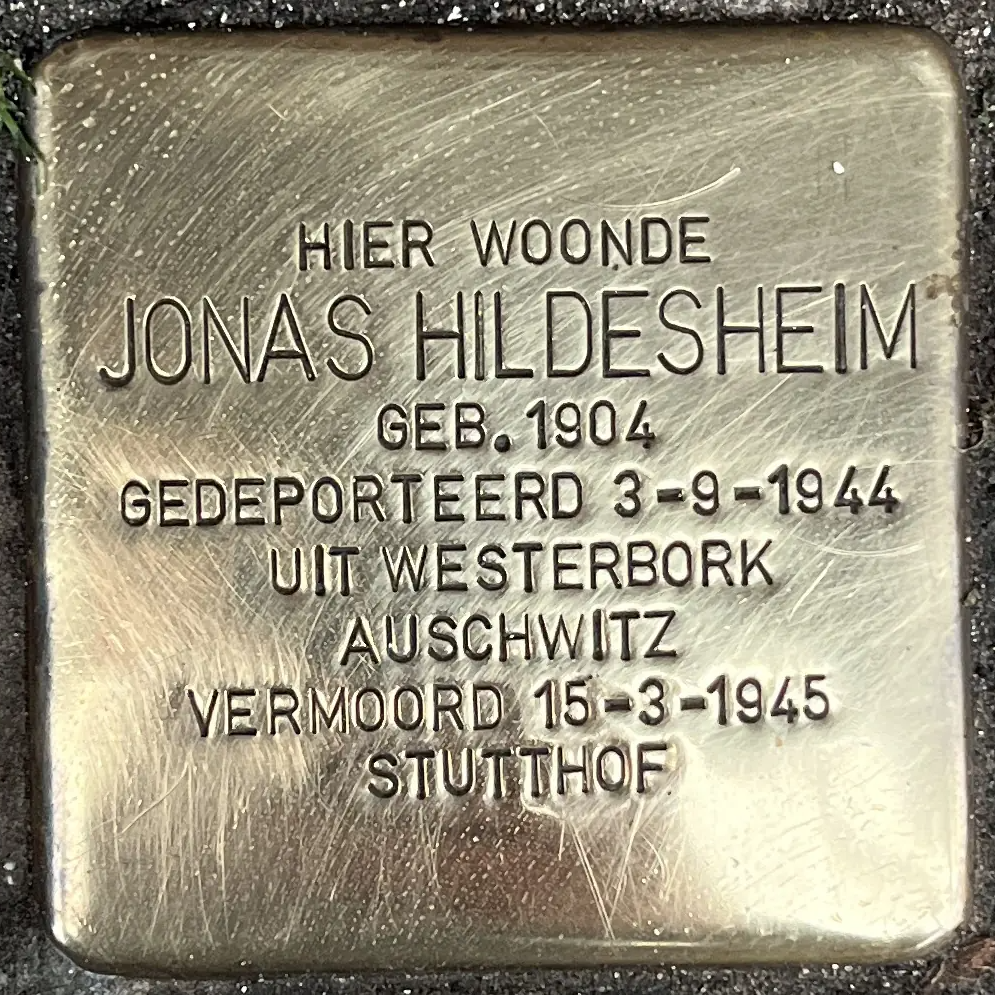 HIER WOONDE
JONAS HILDESHEIM
GEB. 1904
GEDEPORTEERD 3-9-1944
UIT WESTERBORK
AUSCHWITZ
VERMOORD 15-3-1945
STUTTHOF